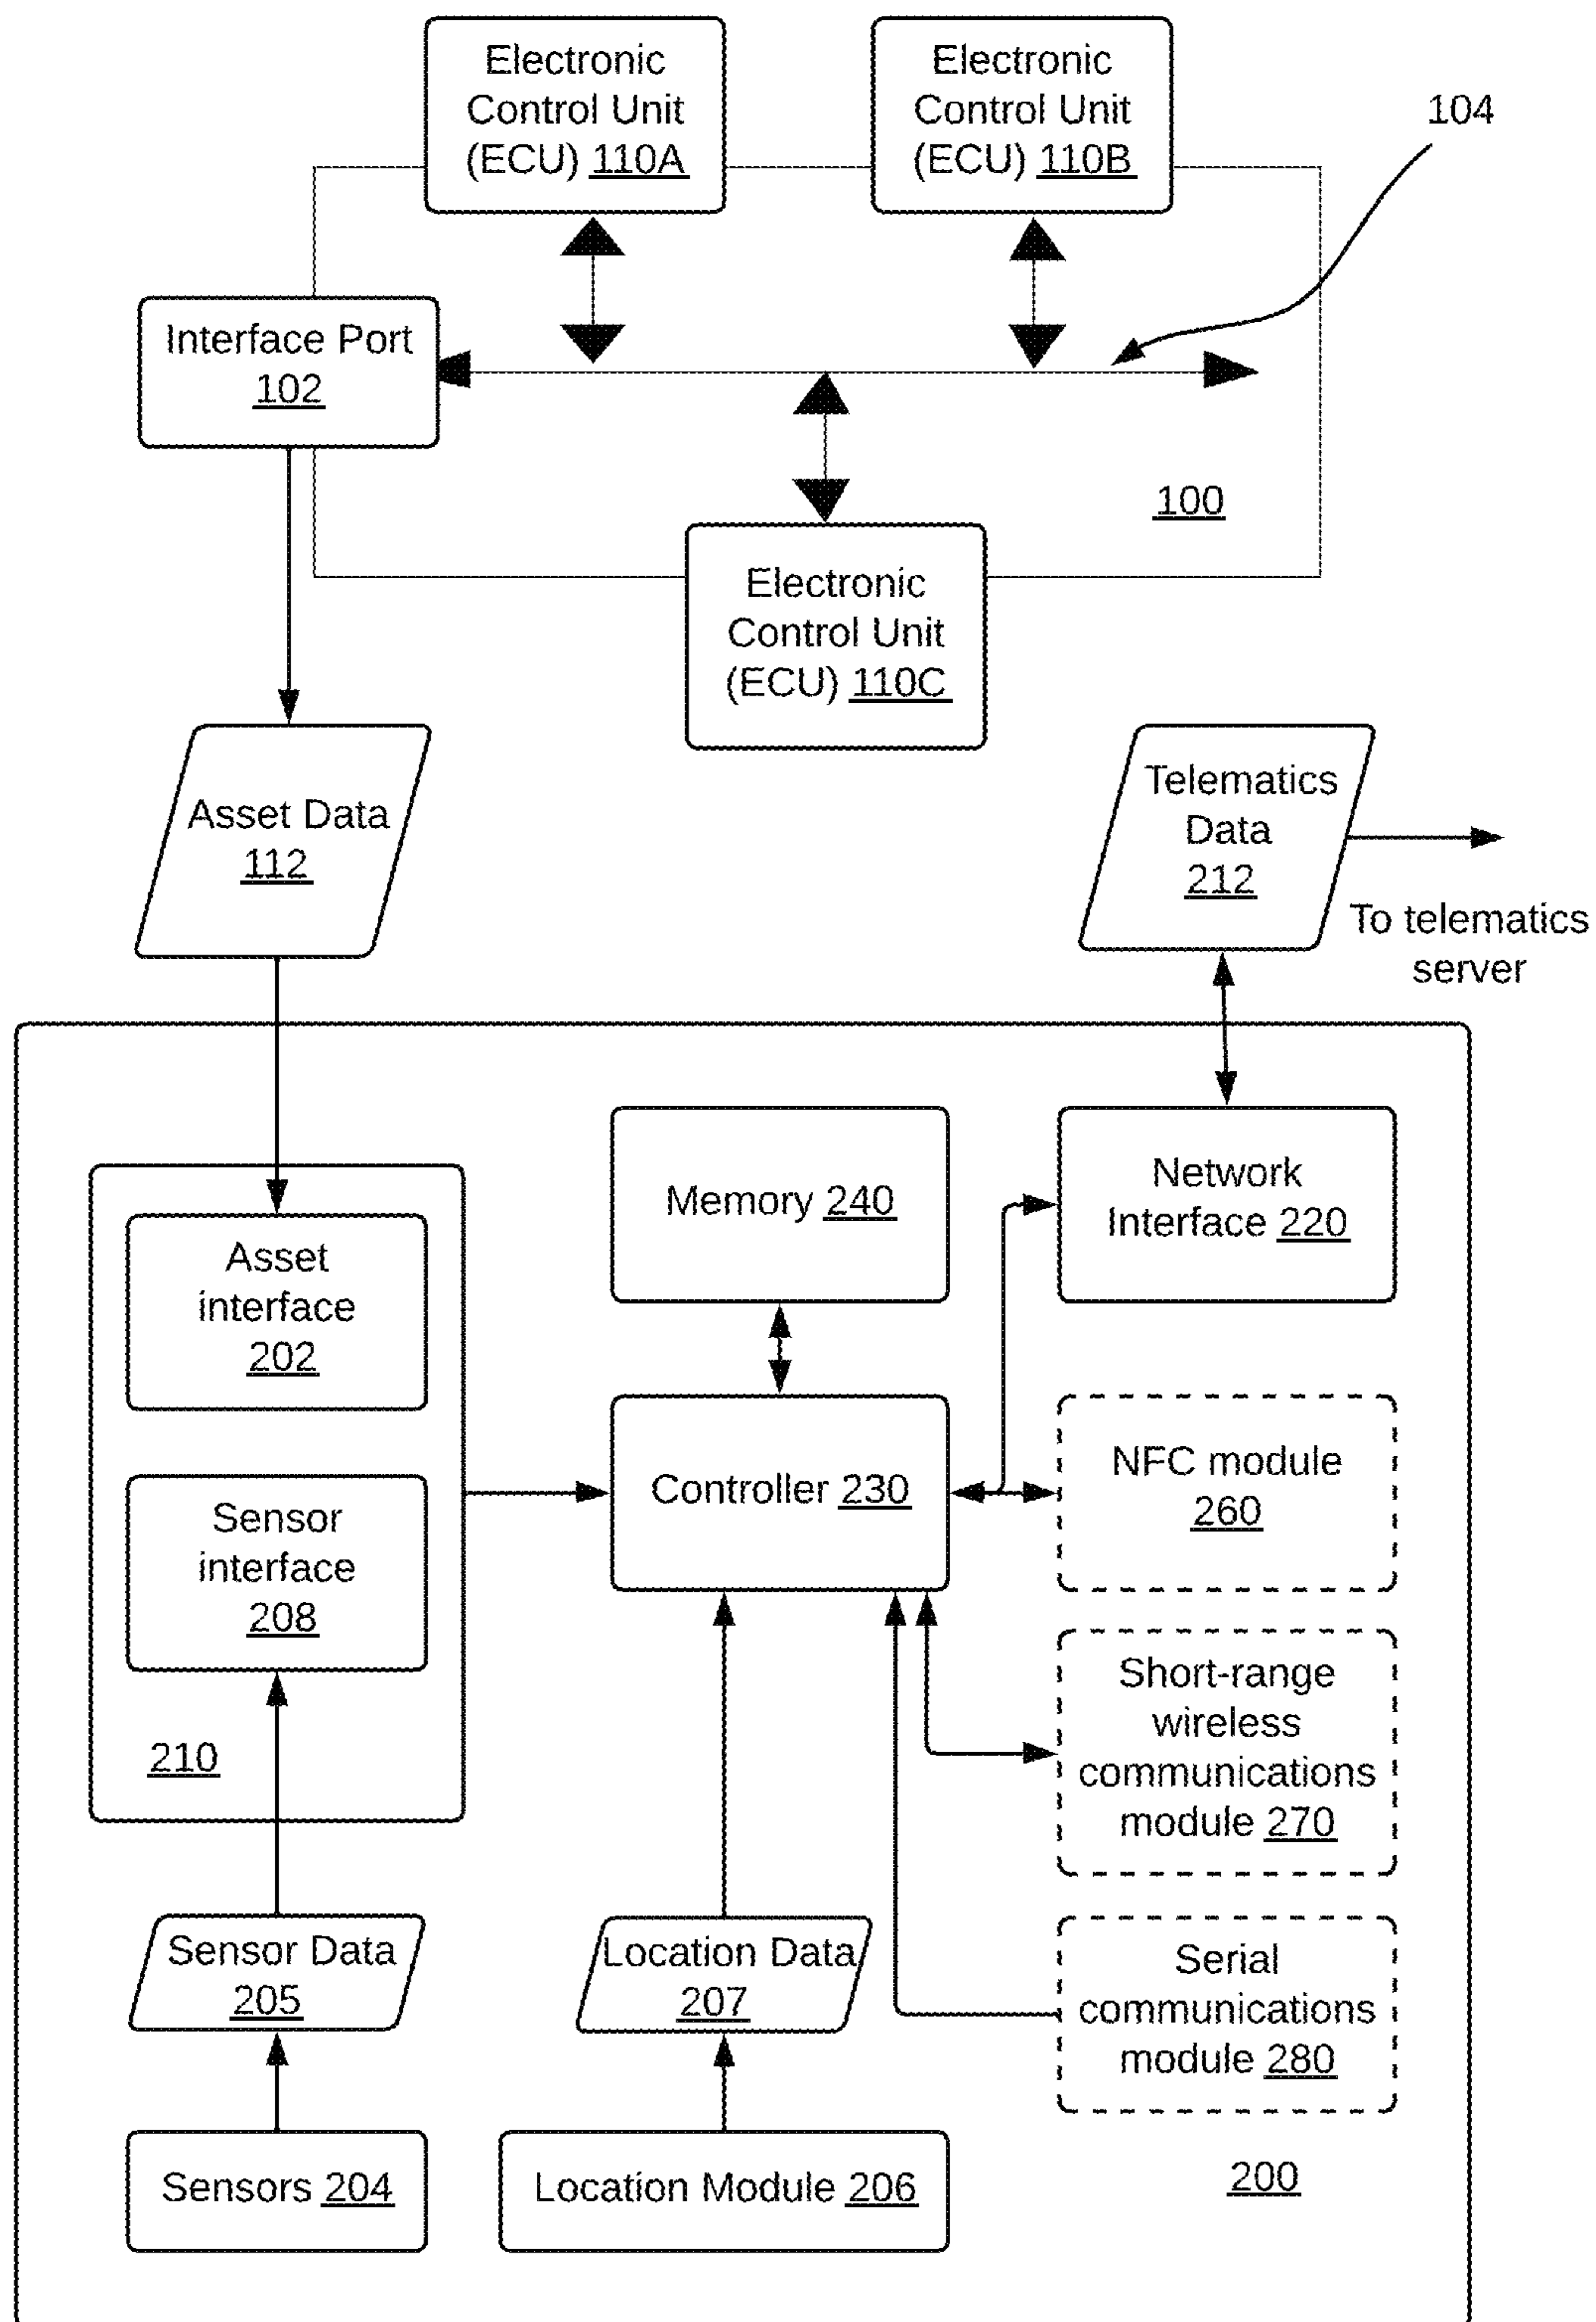 Electronic
Control Unit
(ECU) 110A
Electronic
Control Unit
(ECU) 110B
104
Interface Port
102
100
Electronic
Control Unit
(ECU) 110C
Asset Data
112
Telematics
Data
212
To telematics
server
Asset
interface
202
Memory 240
Network
Interface 220
Sensor
interface
208
Controller 230
NFC module
260
210
Short-range
wireless
communications
module 270
Sensor Data
205
Location Data
207
Serial
communications
module 280
Sensors 204
Location Module 206
200